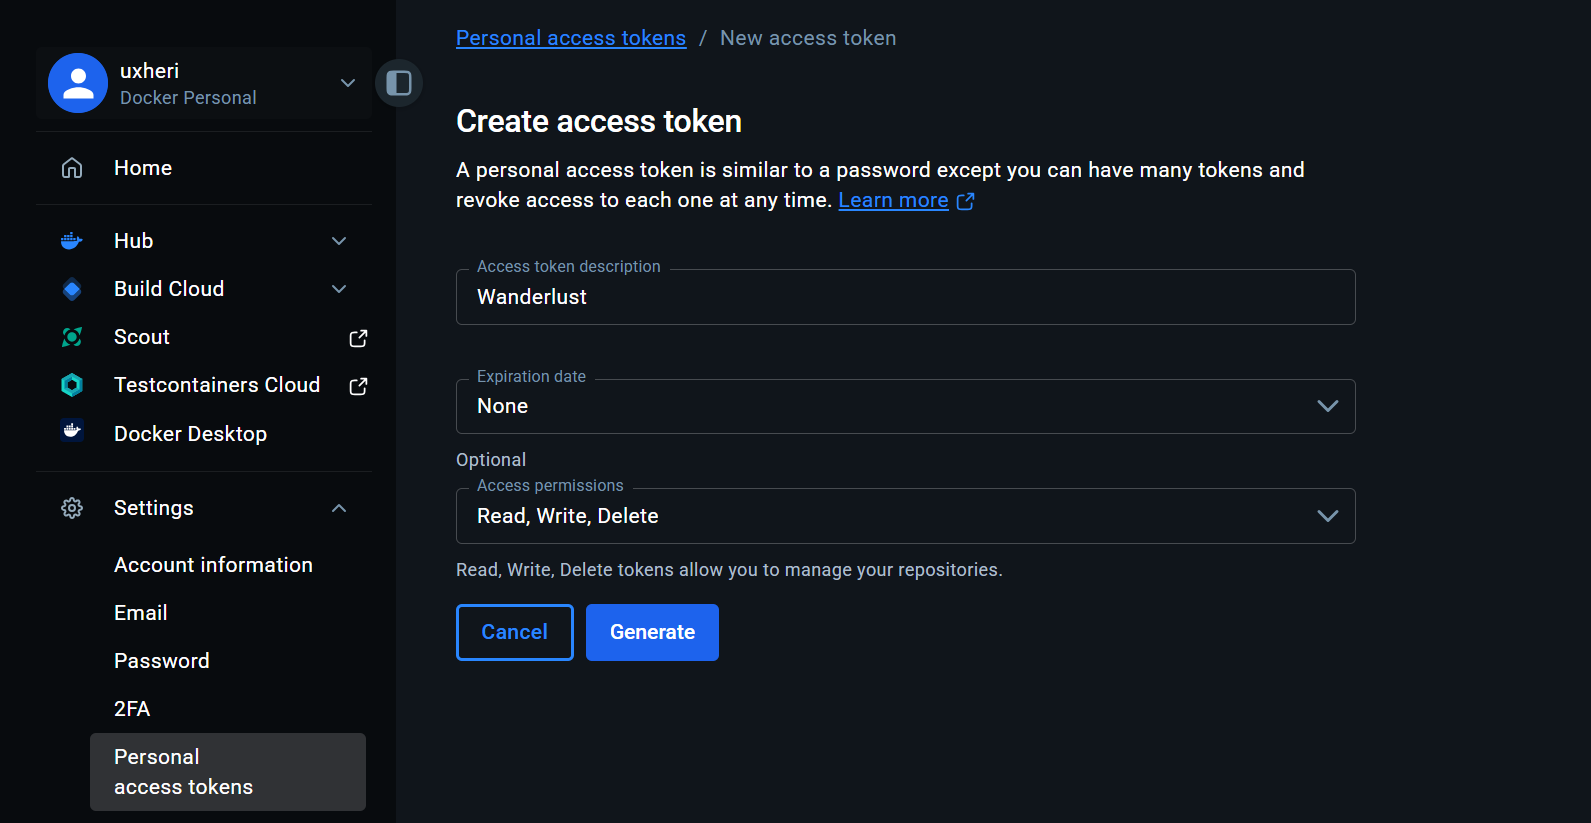 uxheri
Docker Personal
Home
Hub
Build Cloud
Scout
Testcontainers Cloud
Docker Desktop
Settings
Account information
Email
Password
2FA
Personal
access tokens
Personal access tokens / New access token
Create access token
A personal access token is similar to a password except you can have many tokens and
revoke access to each one at any time. Learn more
Access token description
Wanderlust
Expiration date
None
Optional
Access permissions
Read, Write, Delete
Read, Write, Delete tokens allow you to manage your repositories.
Cancel Generate